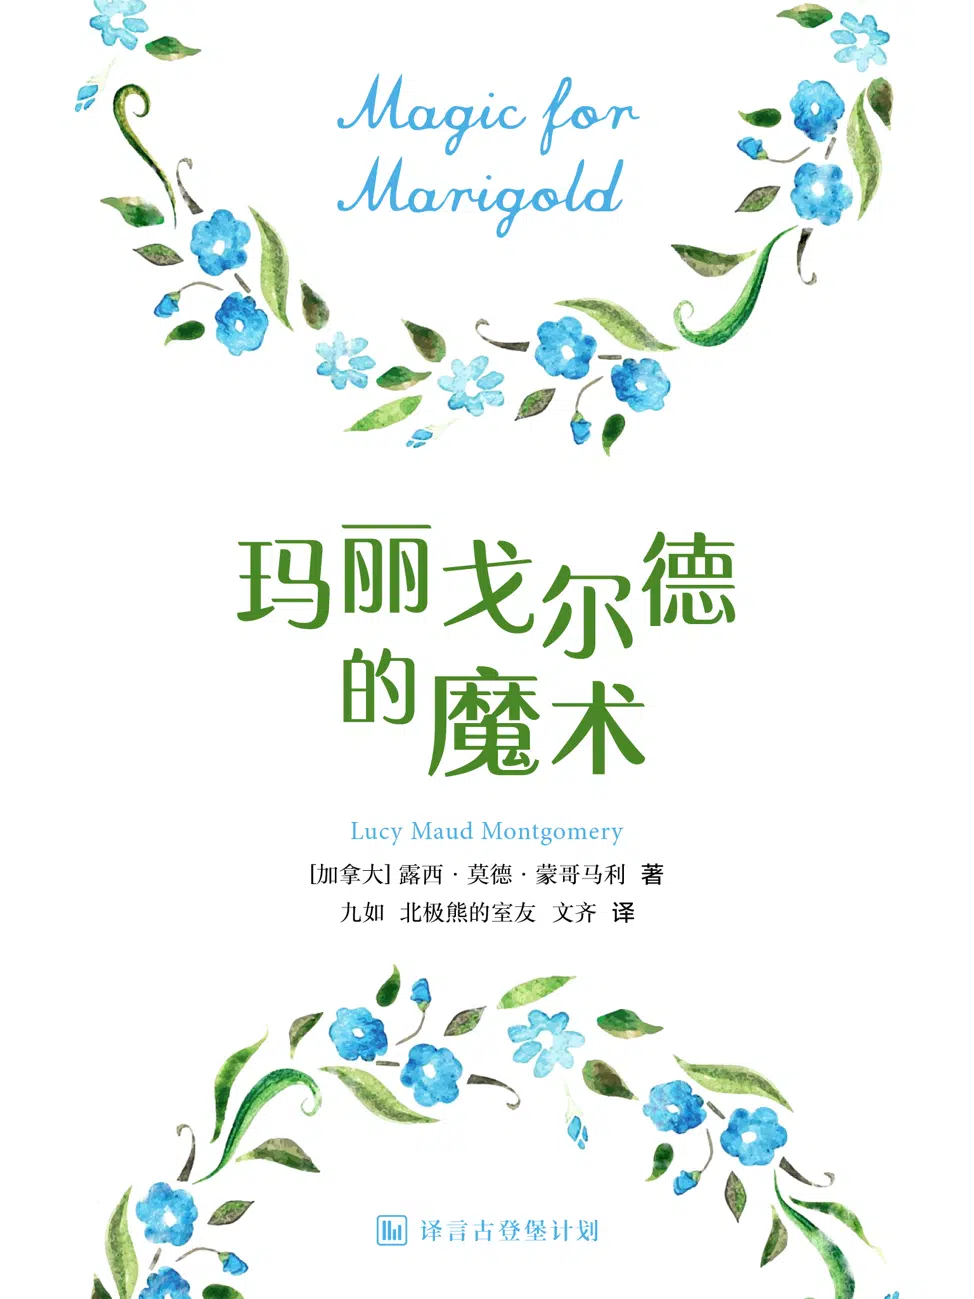 Magic for
Marigold
玛丽戈尔德
的魔术
Lucy Maud Montgomery
[加拿大] 露西·莫德·蒙哥马利 著
九如 北极熊的室友 文齐 译
译言古登堡计划